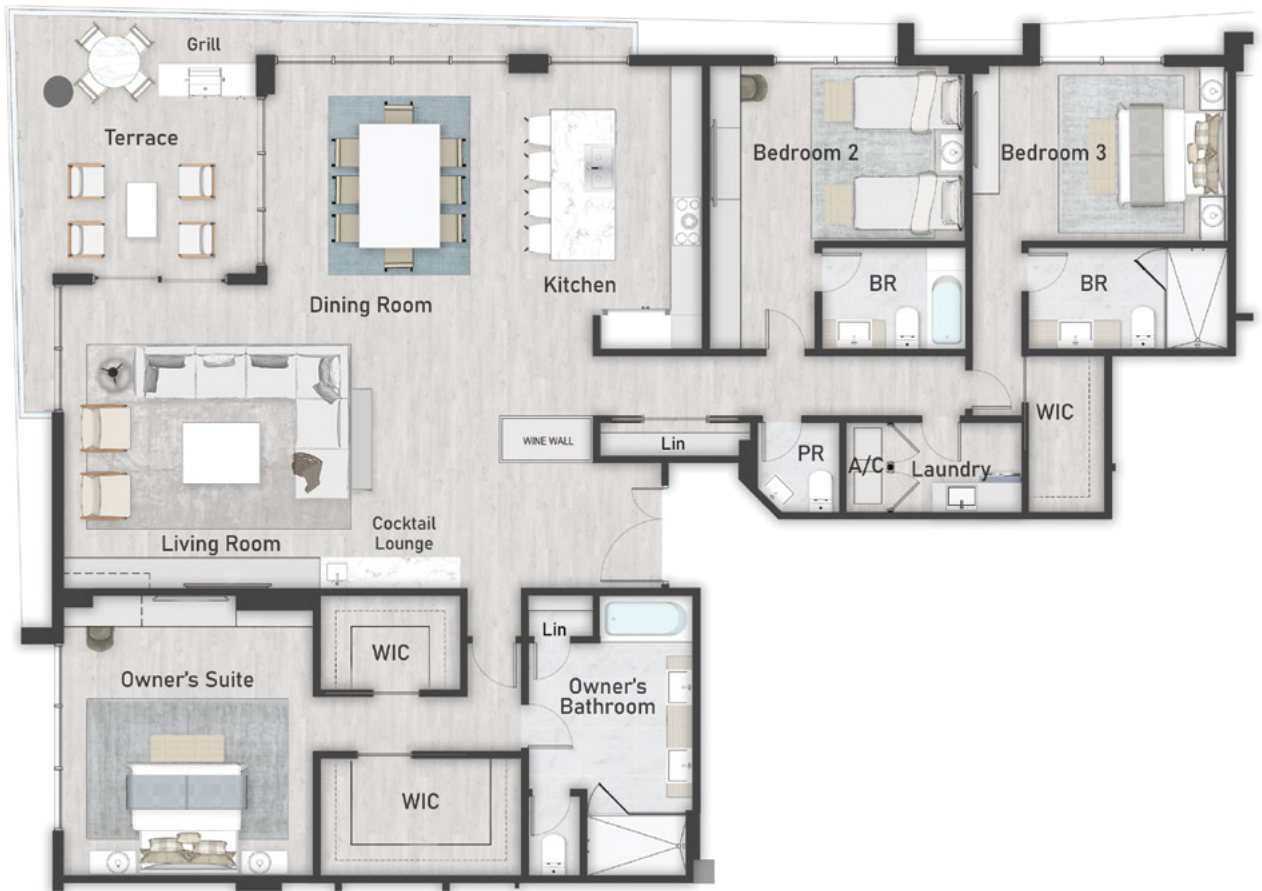 Grill
Terrace
Dining Room
Kitchen
Bedroom 2
Bedroom 3
BR
BR
WINE WALL
Lin
PR
A/C
Laundry
WIC
Living Room
Cocktail
Lounge
Owner's Suite
WIC
Lin
Owner's
Bathroom
WIC